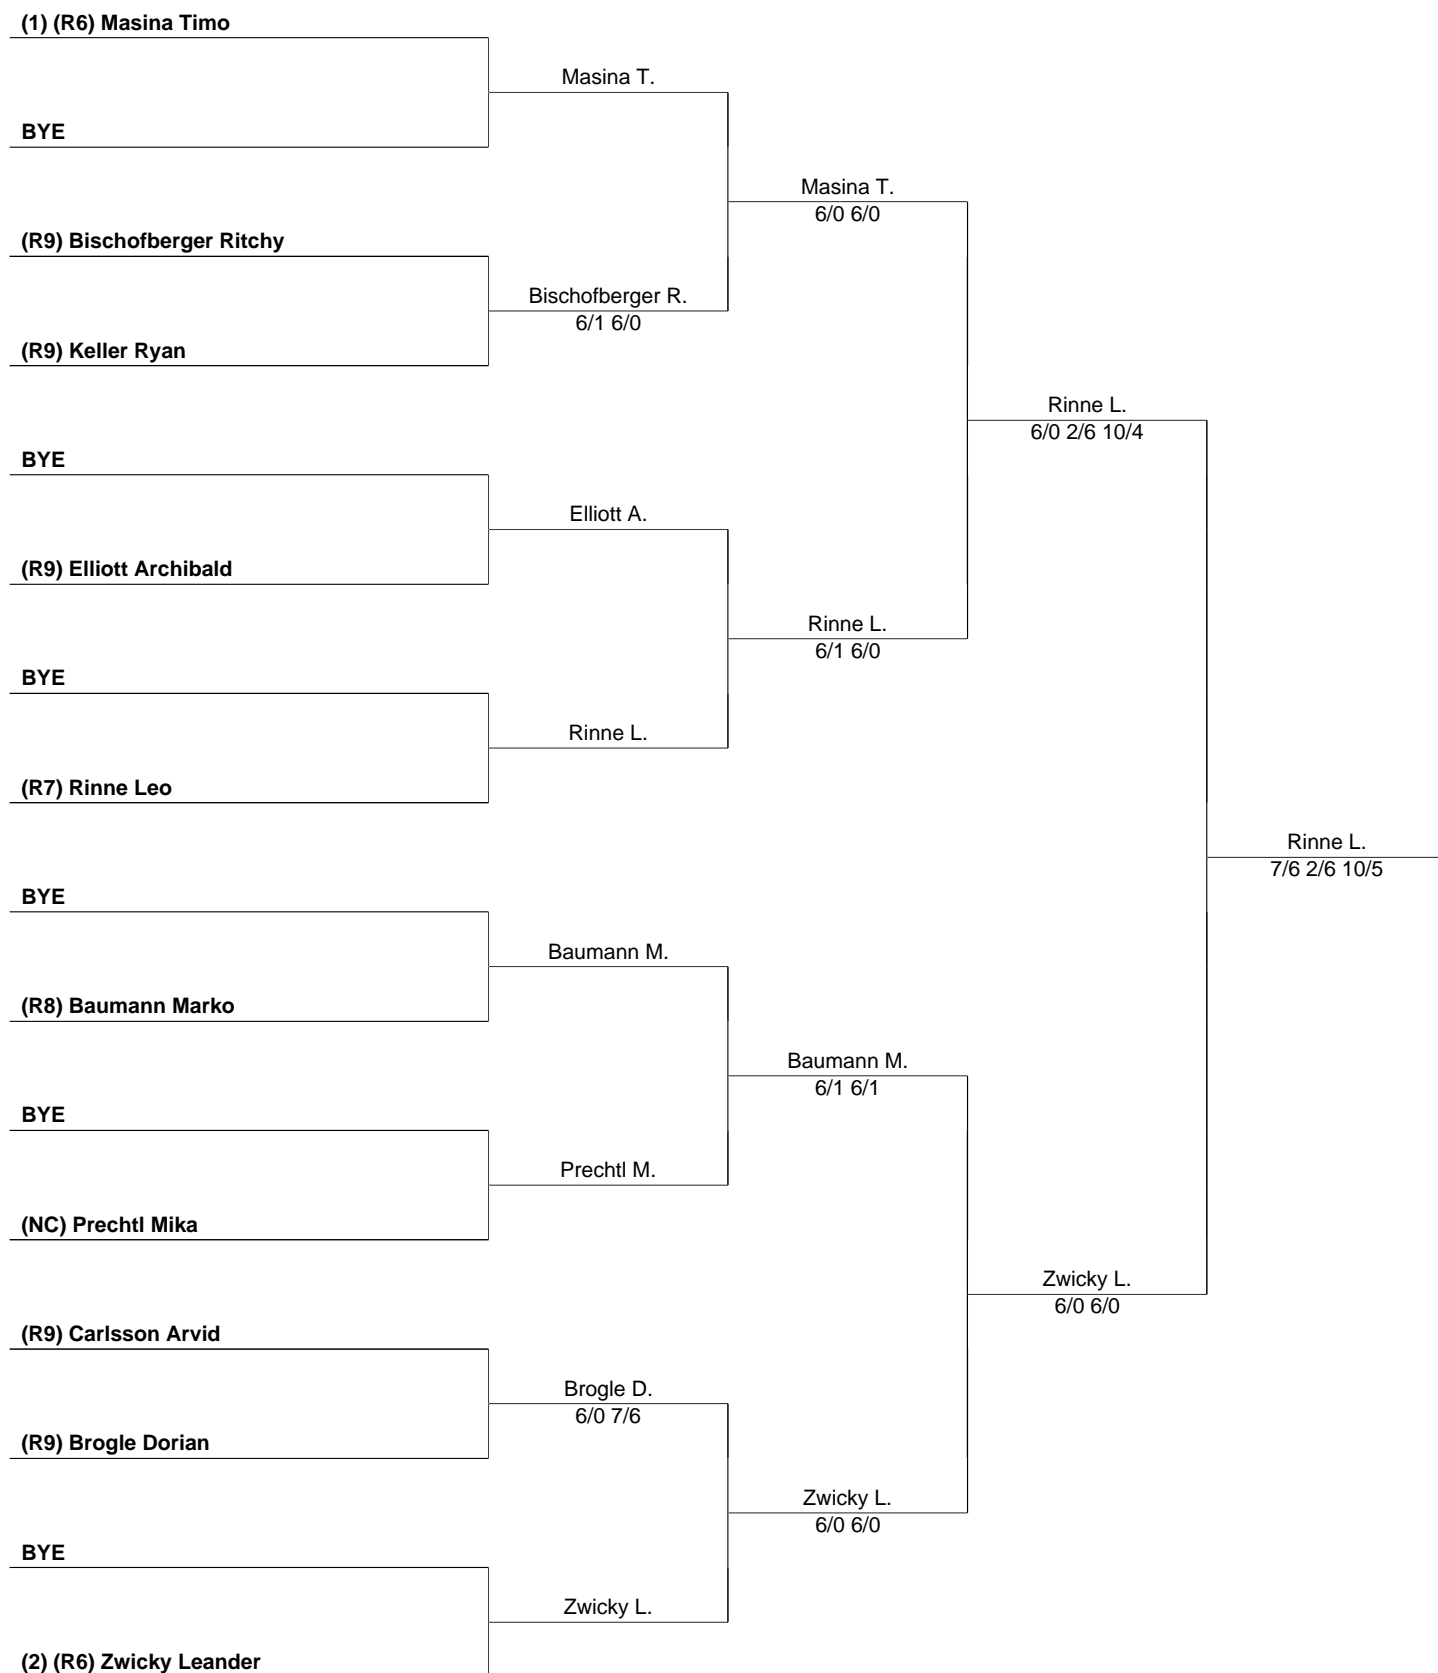 (1) (R6) Masina Timo
Masina T.
BYE
Masina T.
6/0 6/0
(R9) Bischofberger Ritchy
Bischofberger R.
6/1 6/0
(R9) Keller Ryan
Rinne L.
6/0 2/6 10/4
BYE
Elliott A.
(R9) Elliott Archibald
Rinne L.
6/1 6/0
BYE
Rinne L.
(R7) Rinne Leo
Rinne L.
7/6 2/6 10/5
BYE
Baumann M.
(R8) Baumann Marko
Baumann M.
6/1 6/1
BYE
Prechtl M.
(NC) Prechtl Mika
Zwicky L.
6/0 6/0
(R9) Carlsson Arvid
Brogle D.
6/0 7/6
(R9) Brogle Dorian
Zwicky L.
6/0 6/0
BYE
Zwicky L.
(2) (R6) Zwicky Leander